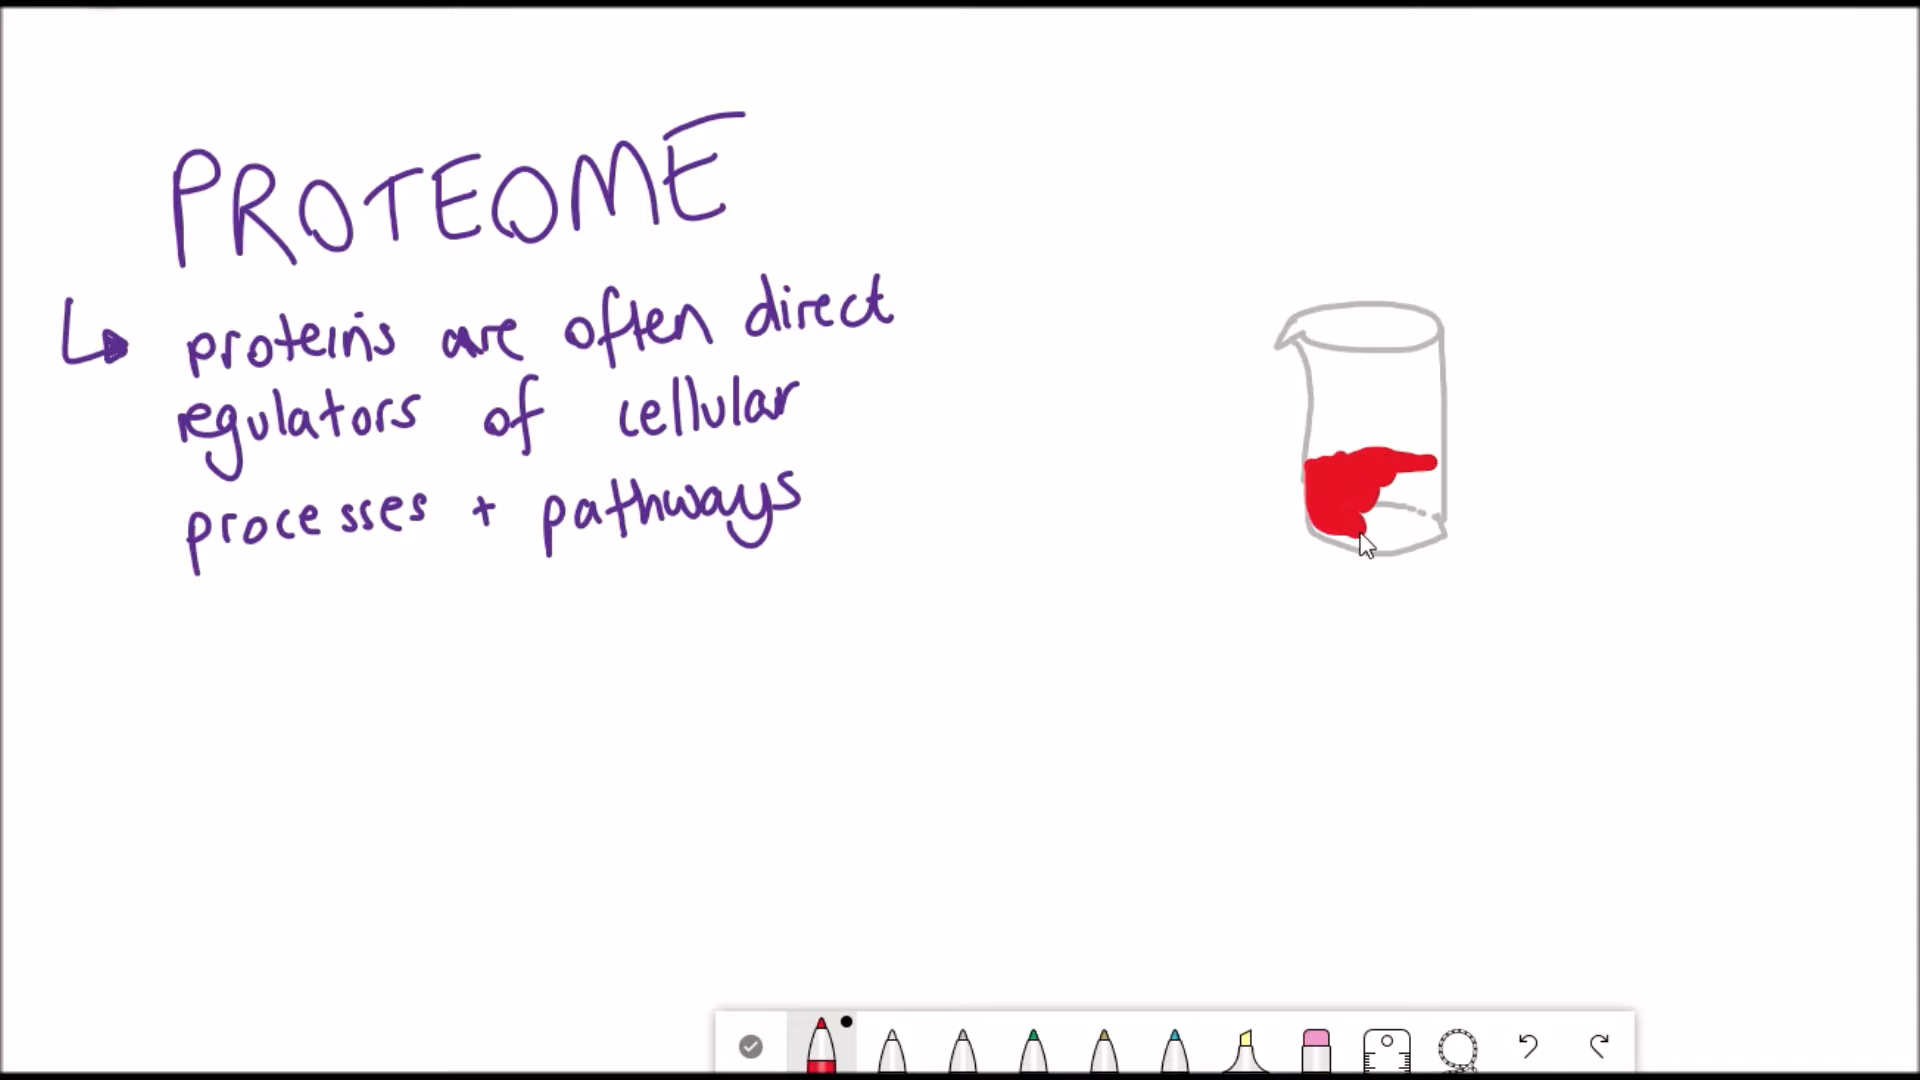 PROTEOME
proteins are often direct
regulators of cellular
processes + pathways